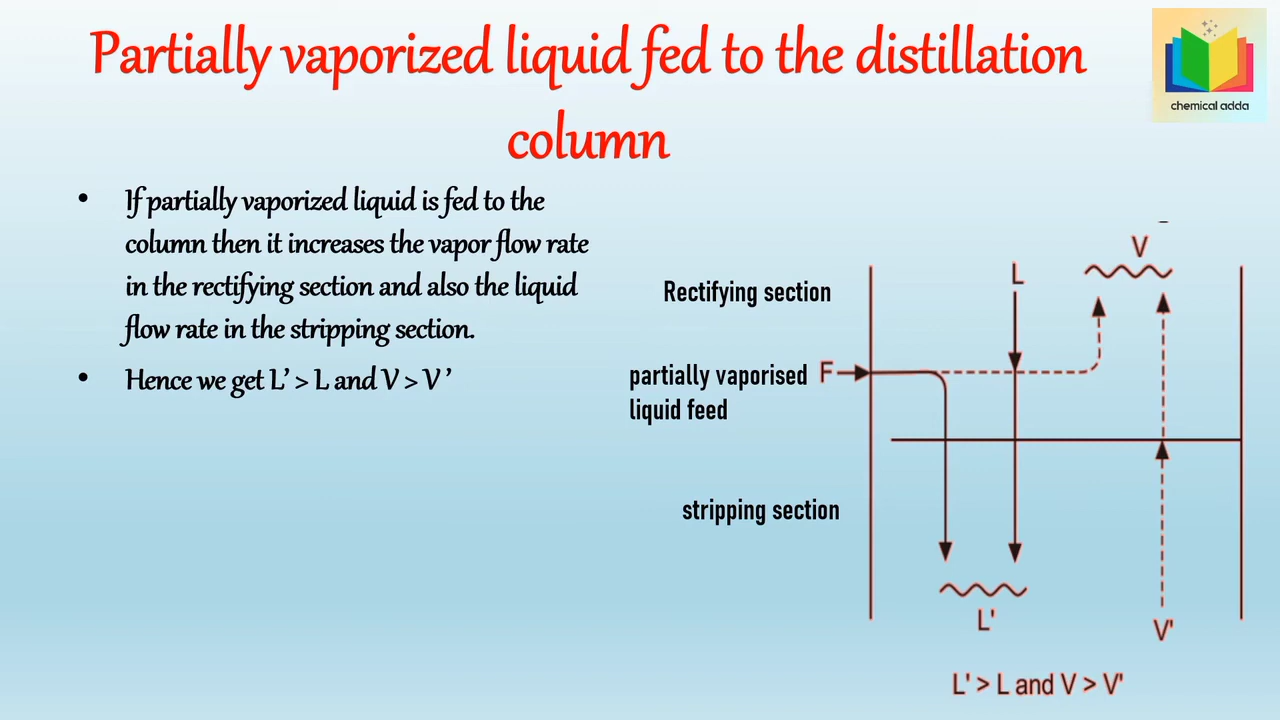 Partially vaporized liquid fed to the distillation
column
chemical adda
• If partially vaporized liquid is fed to the
column then it increases the vapor flow rate
in the rectifying section and also the liquid
flow rate in the stripping section.
• Hence we get L’ > L and V > V ’
V
L
Rectifying section
partially vaporised
liquid feed
F
stripping section
L'
V'
L' > L and V > V'